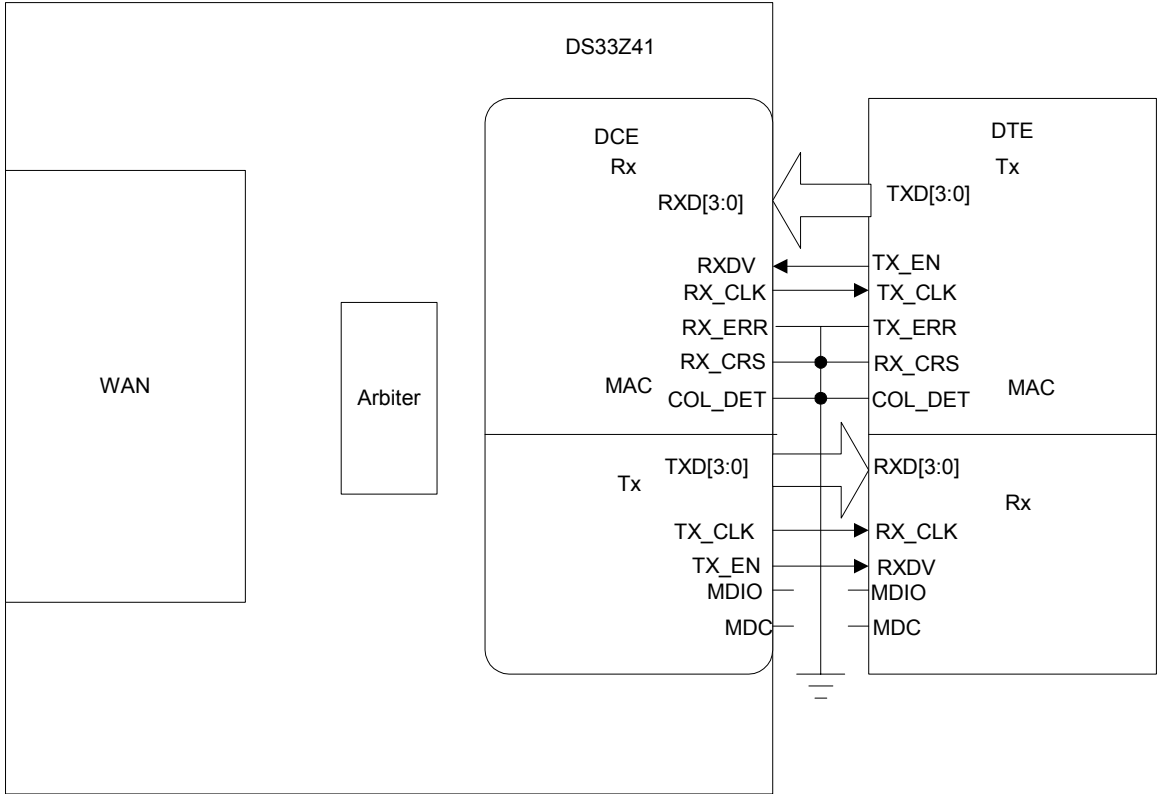 DS33Z41
DCE
Rx
RXD[3:0]
RXDV
RX_CLK
RX_ERR
RX_CRS
MAC
COL_DET
TXD[3:0]
Tx
TX_CLK
TX_EN
MDIO
MDC
WAN
Arbiter
DTE
Tx
TXD[3:0]
TX_EN
TX_CLK
TX_ERR
RX_CRS
COL_DET
MAC
RXD[3:0]
Rx
RX_CLK
RXDV
MDIO
MDC